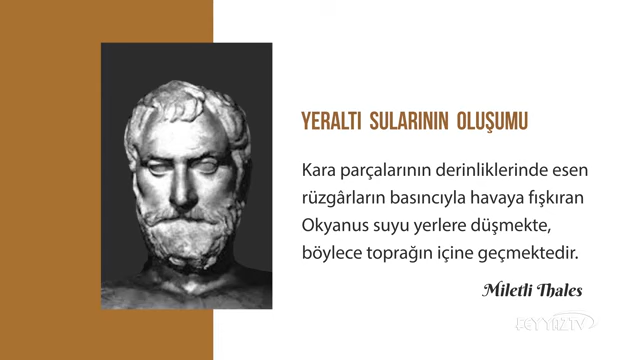 YERALTI SULARININ OLUŞUMU
Kara parçalarının derinliklerinde esen
rüzgârların basıncıyla havaya fışkıran
Okyanus suyu yerlere düşmekte,
böylece toprağın içine geçmektedir.
Miletli Thales